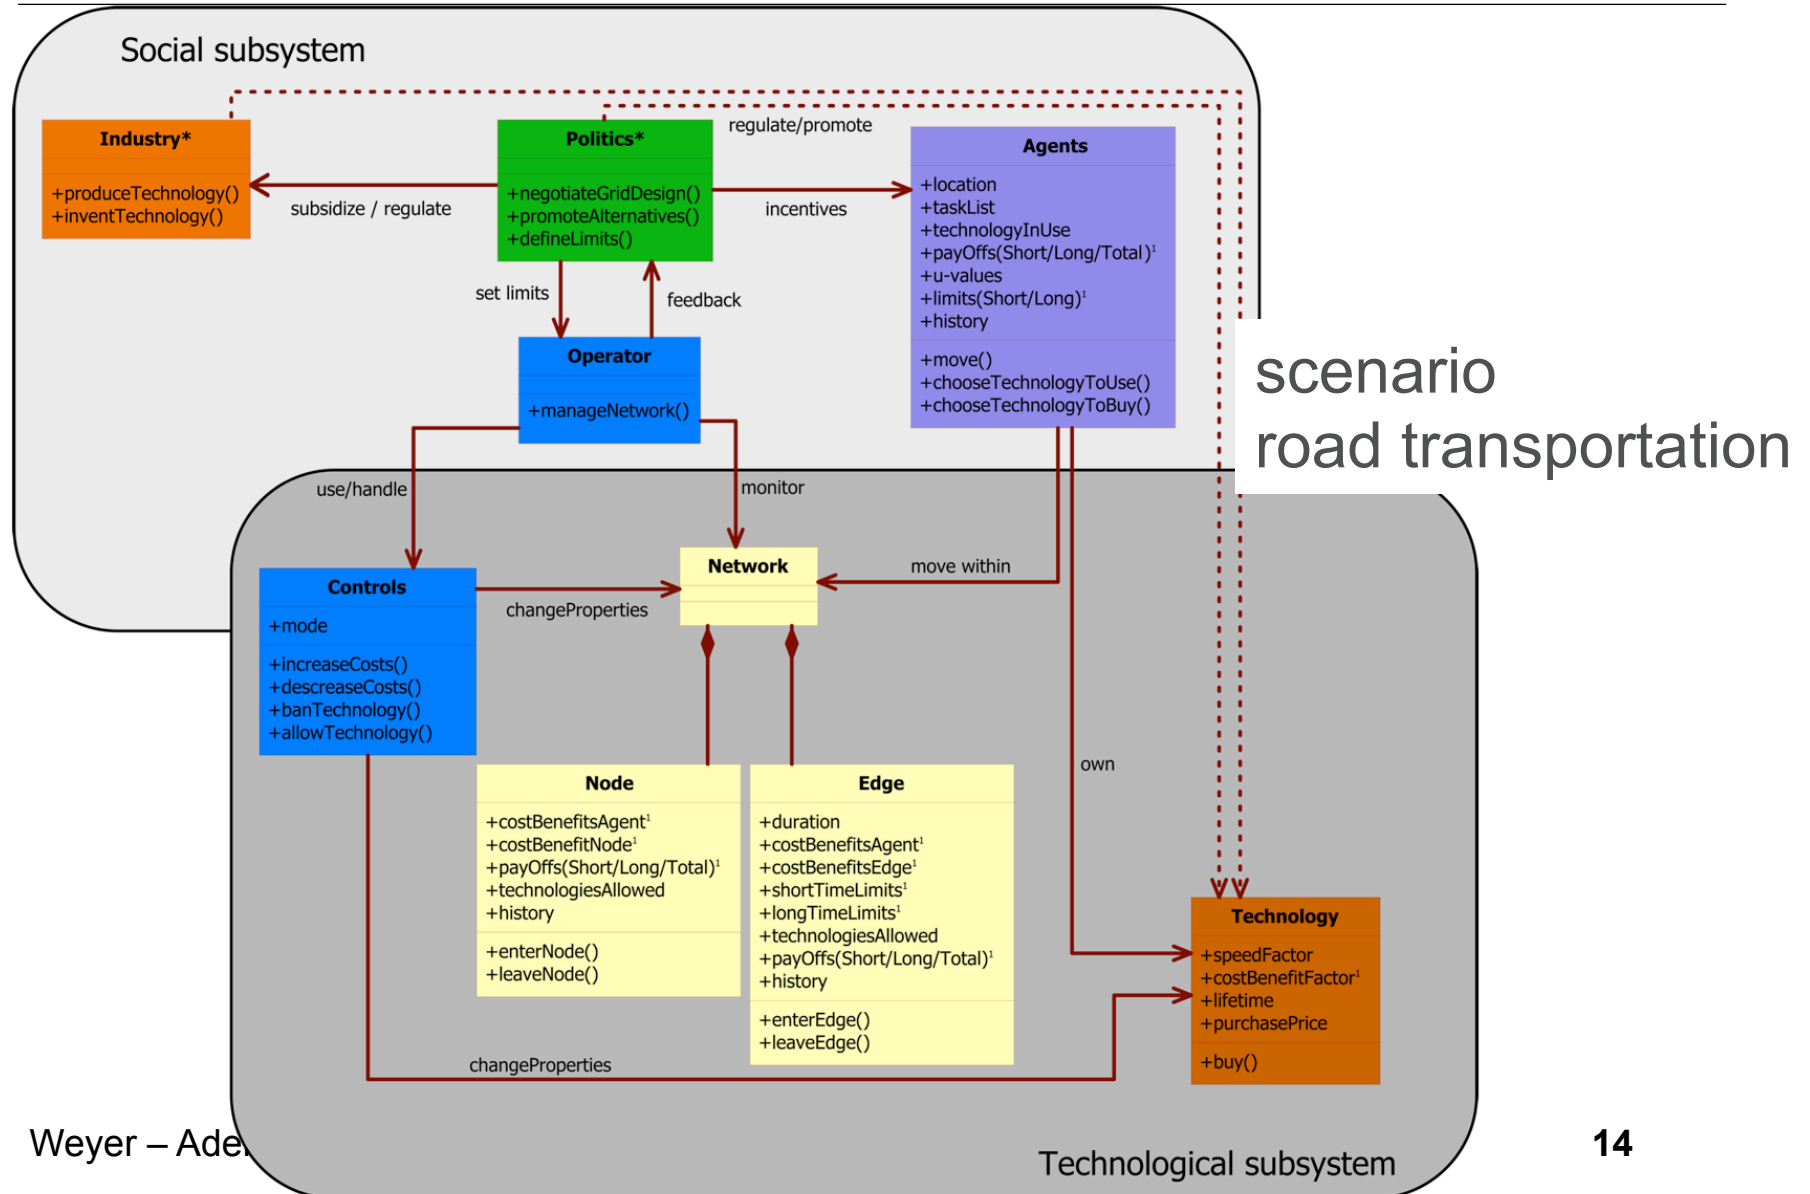 Social subsystem
Industry*
+produceTechnology()
+inventTechnology()
subsidize / regulate
Politics*
+negotiateGridDesign()
+promoteAlternatives()
+defineLimits()
regulate/promote
incentives
Agents
+location
+taskList
+technologyInUse
+payOffs(Short/Long/Total)¹
+u-values
+limits(Short/Long)¹
+history
+move()
+chooseTechnologyToUse()
+chooseTechnologyToBuy()
set limits
feedback
Operator
+manageNetwork()
scenario
road transportation
use/handle
monitor
Controls
+mode
+increaseCosts()
+descreaseCosts()
+banTechnology()
+allowTechnology()
changeProperties
Network
move within
Node
+costBenefitsAgent¹
+costBenefitNode¹
+payOffs(Short/Long/Total)¹
+technologiesAllowed
+history
+enterNode()
+leaveNode()
Edge
+duration
+costBenefitsAgent¹
+costBenefitsEdge¹
+shortTimeLimits¹
+longTimeLimits¹
+technologiesAllowed
+payOffs(Short/Long/Total)¹
+history
+enterEdge()
+leaveEdge()
own
Technology
+speedFactor
+costBenefitFactor¹
+lifetime
+purchasePrice
+buy()
changeProperties
Technological subsystem
Weyer –
14